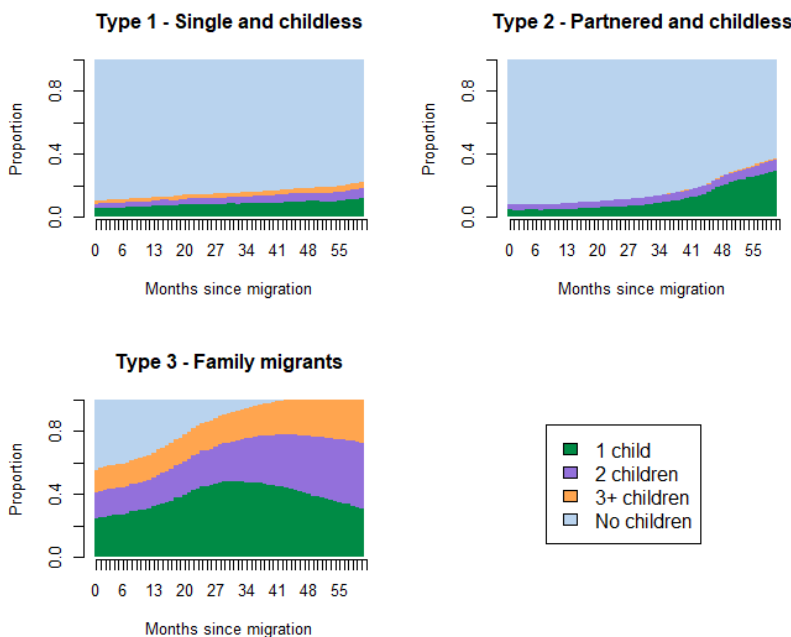 Type 1 - Single and childless
Proportion
0.0 0.4 0.8
0 6 13 20 27 34 41 48 55
Months since migration
Type 2 - Partnered and childless
Proportion
0.0 0.4 0.8
0 6 13 20 27 34 41 48 55
Months since migration
Type 3 - Family migrants
Proportion
0.0 0.4 0.8
0 6 13 20 27 34 41 48 55
Months since migration
1 child
2 children
3+ children
No children